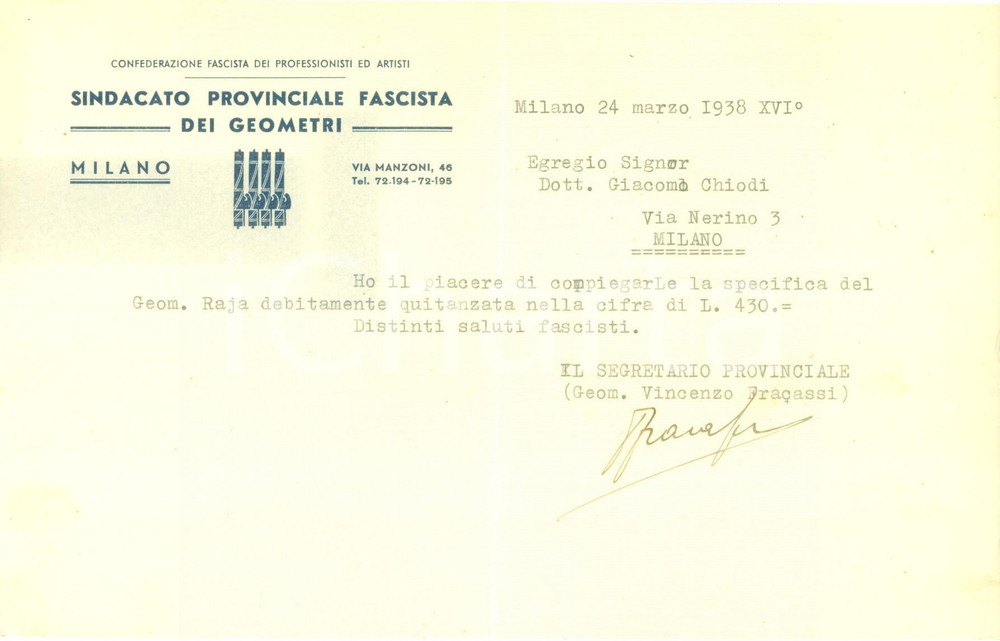 CONFEDERAZIONE FASCISTA DEI PROFESSIONISTI ED ARTISTI
SINDACATO PROVINCIALE FASCISTA
DEI GEOMETRI
MILANO
VIA MANZONI, 46
Tel. 72-194-72-195
Milano 24 marzo 1938 XVI°
Egregio Signor
Dott. Giacomo Chiodi
Via Nerino 3
MILANO
==========
Ho il piacere di compiegarLe la specifica del
Geom. Raja debitamente quitanzata nella cifra di L. 430.=
Distinti saluti fascisti.
IL SEGRETARIO PROVINCIALE
(Geom. Vincenzo Fraçassi)